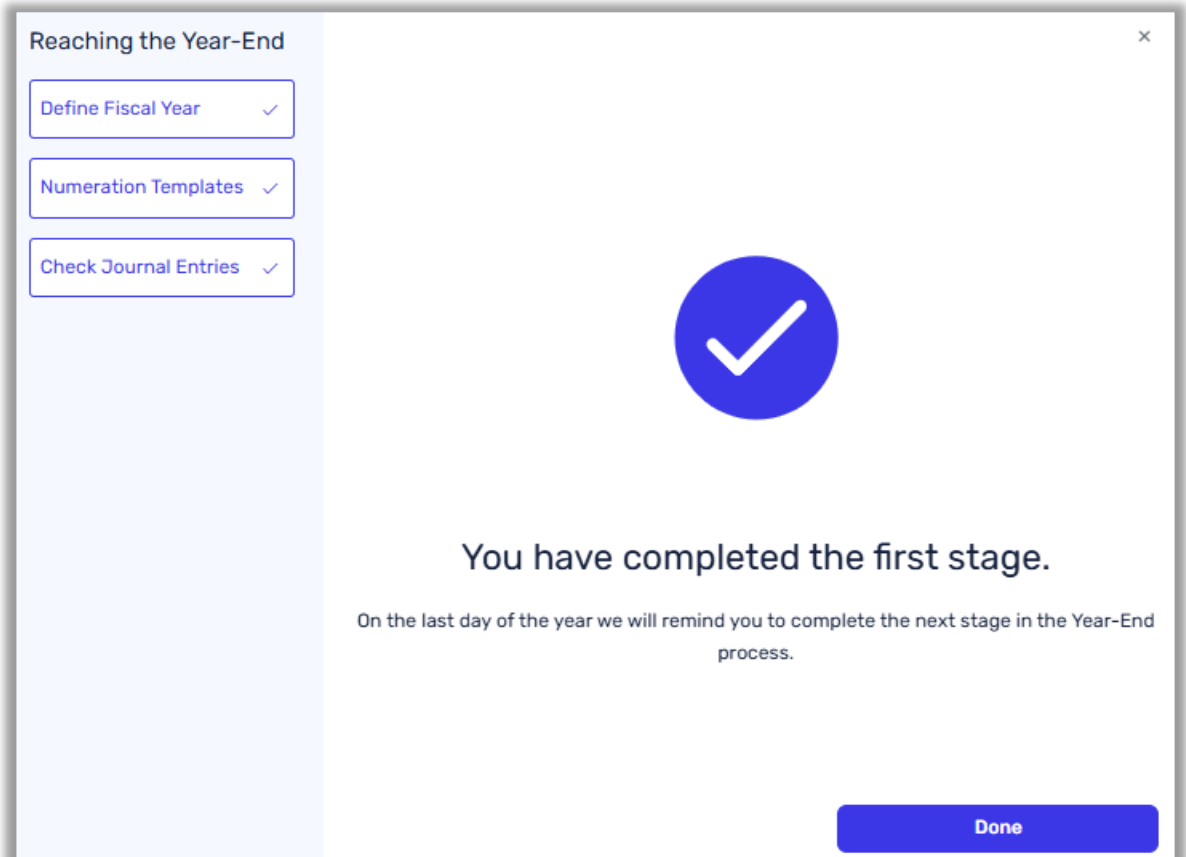 Reaching the Year-End
Define Fiscal Year
Numeration Templates
Check Journal Entries
You have completed the first stage.
On the last day of the year we will remind you to complete the next stage in the Year-End
process.
Done